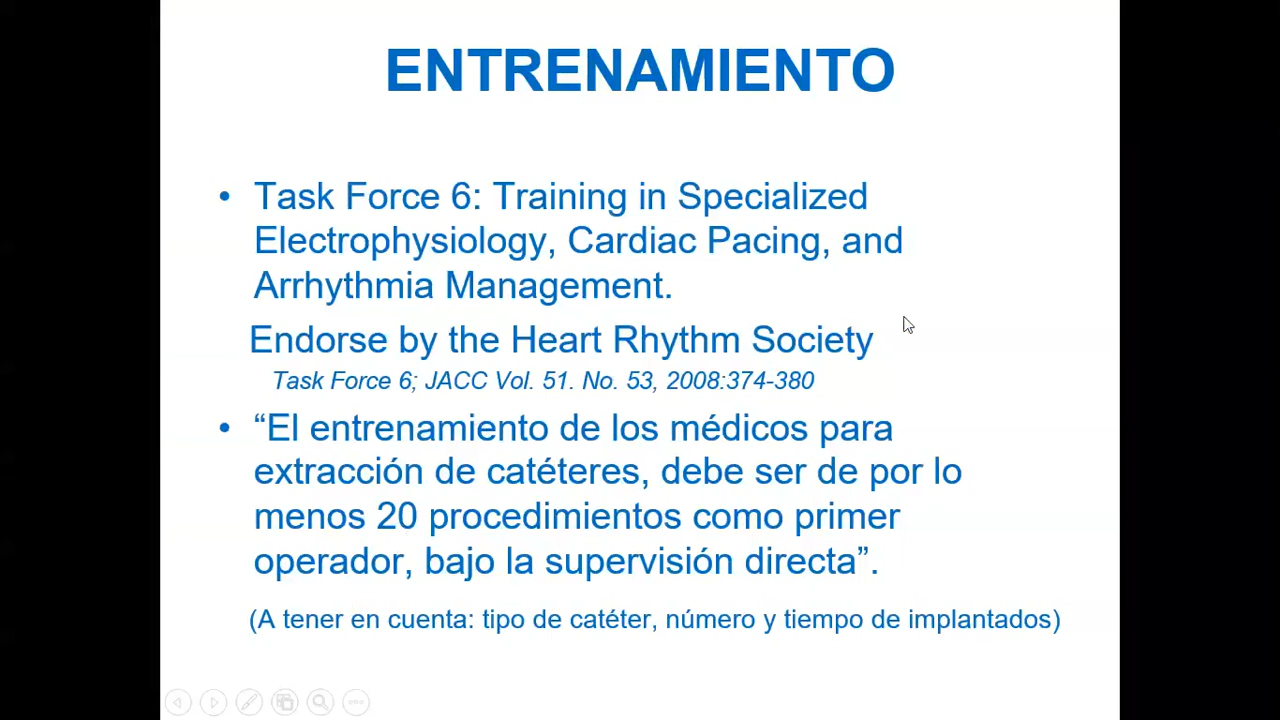 ENTRENAMIENTO
• Task Force 6: Training in Specialized
Electrophysiology, Cardiac Pacing, and
Arrhythmia Management.
Endorse by the Heart Rhythm Society
Task Force 6; JACC Vol. 51. No. 53, 2008:374-380
• “El entrenamiento de los médicos para
extracción de catéteres, debe ser de por lo
menos 20 procedimientos como primer
operador, bajo la supervisión directa”.
(A tener en cuenta: tipo de catéter, número y tiempo de implantados)